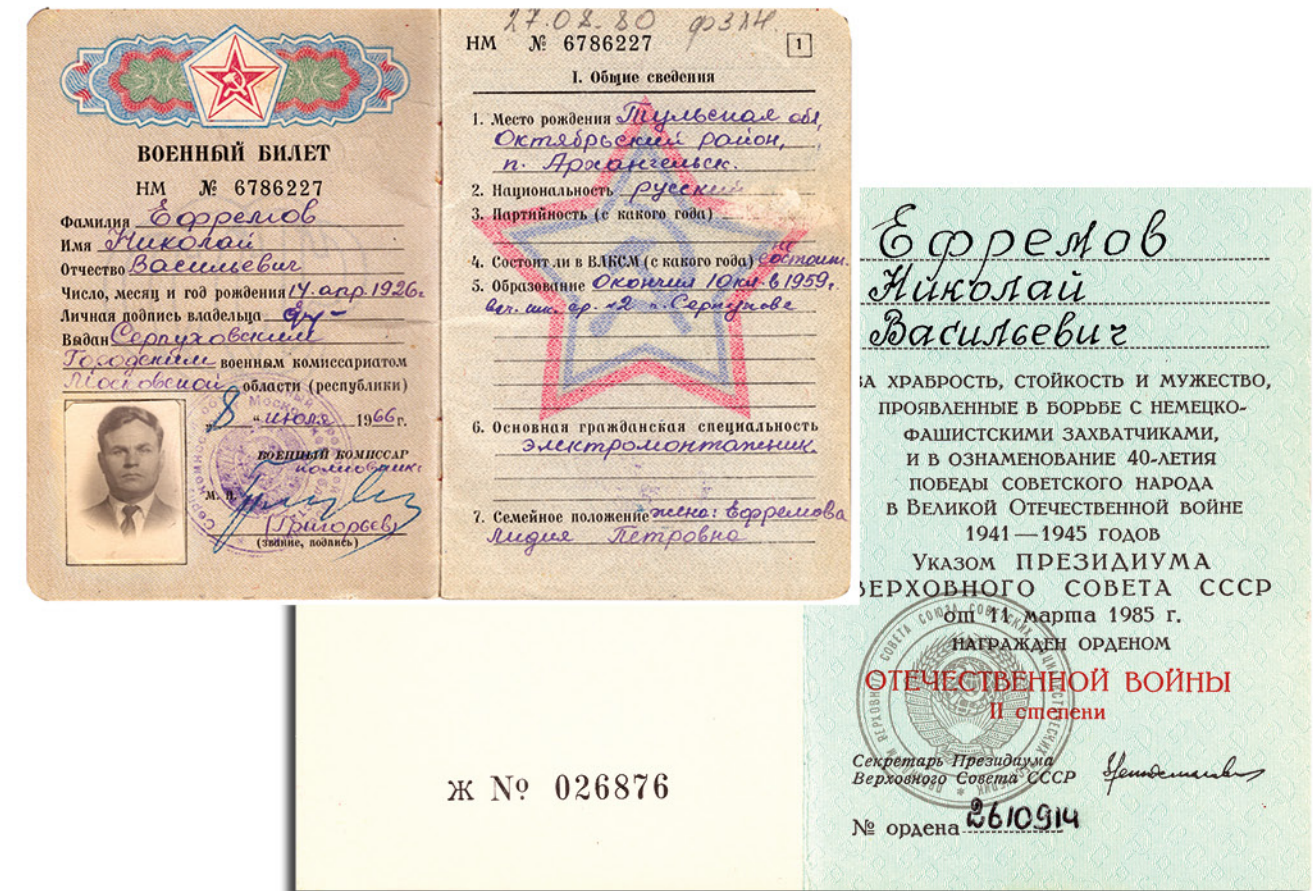 ВОЕННЫЙ БИЛЕТ
НМ № 6786227
Фамилия Ефремов
Имя Николай
Отчество Васильевич
Число, месяц и год рождения 14. апр. 1926г.
Личная подпись владельца
Выдан Серпуховским
Городским военным комиссариатом
Московской области (республики)
„8“ июля 1966 г.
ВОЕННЫЙ КОМИССАР
полковник
М. П.
(Григорьев)
(звание, подпись)
27.02.80
НМ № 6786227
1
I. Общие сведения
1. Место рождения Тульская обл,
Октябрьский район,
п. Архангельск.
2. Национальность русский
3. Партийность (с какого года)
4. Состоит ли в ВЛКСМ (с какого года) не состоит.
5. Образование Окончил 10 кл. в 1959г.
веч. шк. ср. №2 г. Серпухове
6. Основная гражданская специальность
электромонтажник.
7. Семейное положение жена: Ефремова
Лидия Петровна
Ефремов
Николай
Васильевич
ЗА ХРАБРОСТЬ, СТОЙКОСТЬ И МУЖЕСТВО,
ПРОЯВЛЕННЫЕ В БОРЬБЕ С НЕМЕЦКО-
ФАШИСТСКИМИ ЗАХВАТЧИКАМИ,
И В ОЗНАМЕНОВАНИЕ 40-ЛЕТИЯ
ПОБЕДЫ СОВЕТСКОГО НАРОДА
В ВЕЛИКОЙ ОТЕЧЕСТВЕННОЙ ВОЙНЕ
1941—1945 ГОДОВ
УКАЗОМ ПРЕЗИДИУМА
ВЕРХОВНОГО СОВЕТА СССР
от 11 марта 1985 г.
НАГРАЖДЕН ОРДЕНОМ
ОТЕЧЕСТВЕННОЙ ВОЙНЫ
II степени
Секретарь Президиума
Верховного Совета СССР
№ ордена 2610914
Ж № 026876